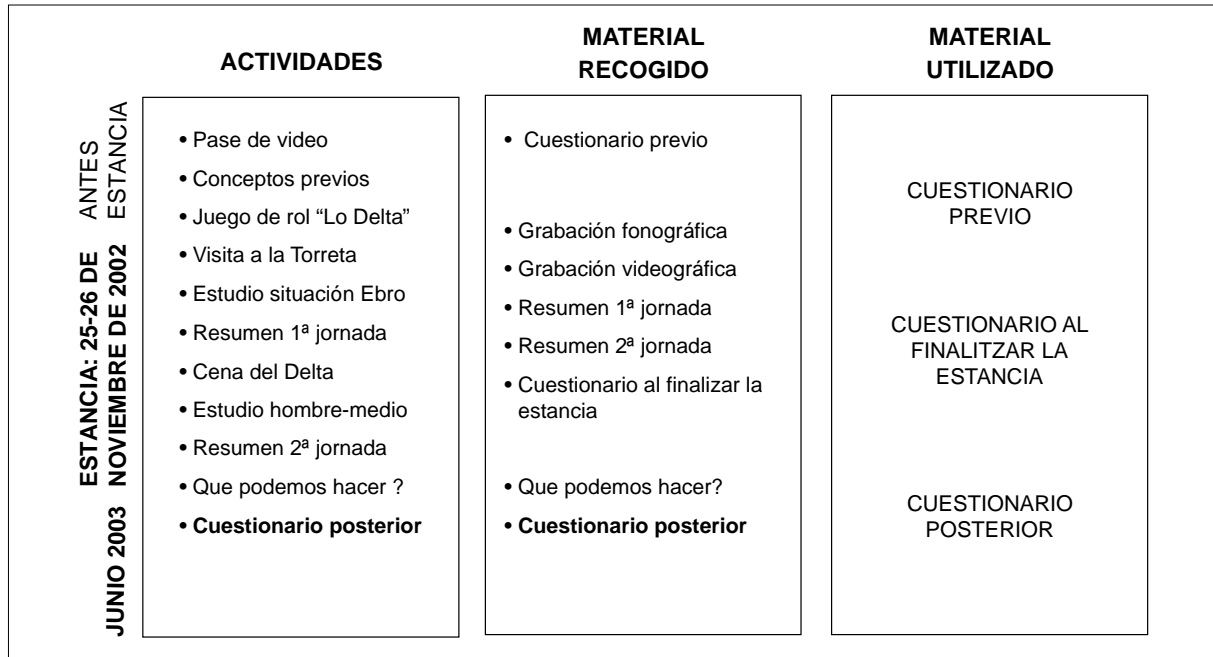 ACTIVIDADES
MATERIAL
RECOGIDO
MATERIAL
UTILIZADO
ANTES
ESTANCIA
ESTANCIA: 25-26 DE
NOVIEMBRE DE 2002
JUNIO 2003
• Pase de video
• Conceptos previos
• Juego de rol “Lo Delta”
• Visita a la Torreta
• Estudio situación Ebro
• Resumen 1ª jornada
• Cena del Delta
• Estudio hombre-medio
• Resumen 2ª jornada
• Que podemos hacer ?
• Cuestionario posterior
• Cuestionario previo
• Grabación fonográfica
• Grabación videográfica
• Resumen 1ª jornada
• Resumen 2ª jornada
• Cuestionario al finalizar la
estancia
• Que podemos hacer?
• Cuestionario posterior
CUESTIONARIO
PREVIO
CUESTIONARIO AL
FINALITZAR LA
ESTANCIA
CUESTIONARIO
POSTERIOR